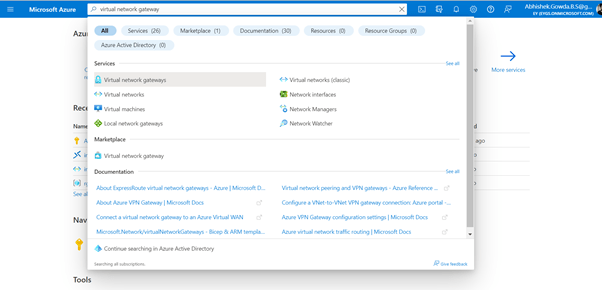 Microsoft Azure
virtual network gateway
Abhishek.Gowda.B.S@g...
EY (EYIZI.ONMICROSOFT.COM)
All Services (26) Marketplace (1) Documentation (30) Resources (0) Resource Groups (0)
Azure Active Directory (0)
Services See all
Virtual network gateways Virtual networks (classic)
Virtual networks Network interfaces
Virtual machines Network Managers
Local network gateways Network Watcher
Marketplace
Virtual network gateway
Documentation See all
About ExpressRoute virtual network gateways - Azure | Microsoft D... Virtual network peering and VPN gateways - Azure Reference ...
About Azure VPN Gateway | Microsoft Docs Configure a VNet-to-VNet VPN gateway connection: Azure portal - ...
Connect a virtual network gateway to an Azure Virtual WAN Azure VPN Gateway configuration settings | Microsoft Docs
Microsoft.Network/virtualNetworkGateways - Bicep & ARM templa... Azure virtual network traffic routing | Microsoft Docs
Continue searching in Azure Active Directory
Searching all subscriptions. Give feedback
Azu
More services
Rece
Name
ago
See al
Nav
Tools